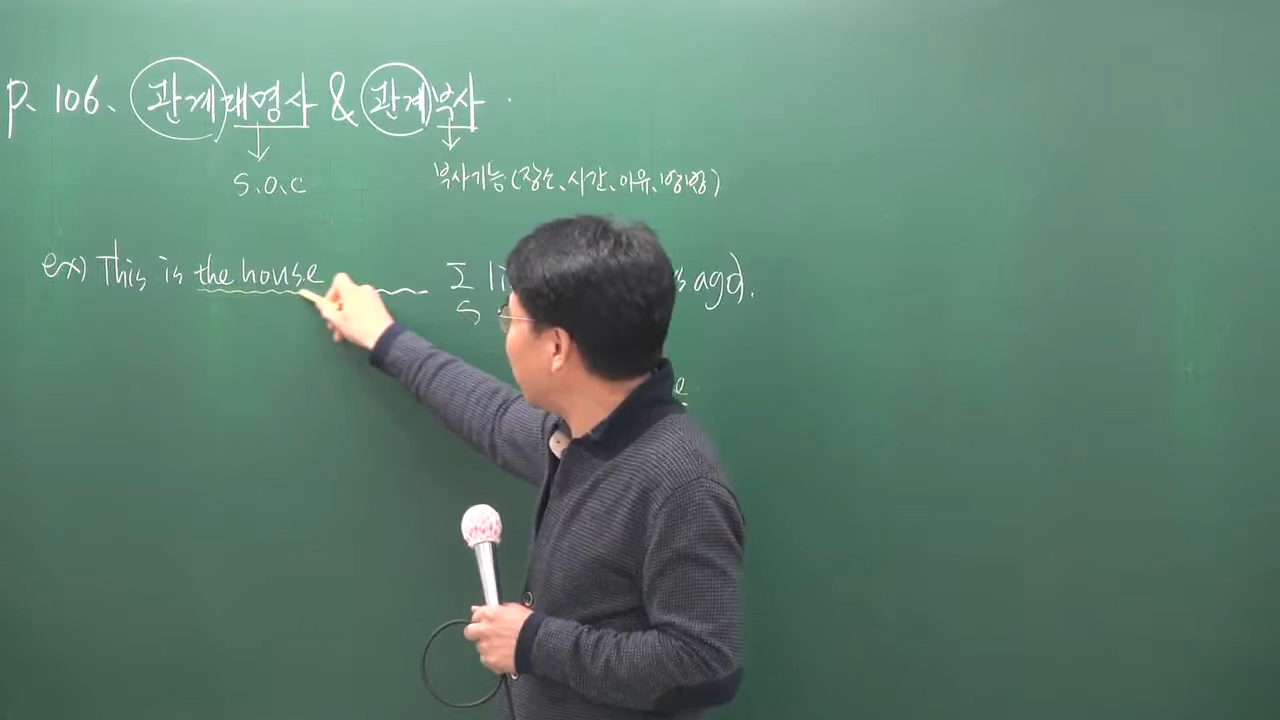 p. 106. 관계대명사 & 관계부사
S.O.C 부사기능(장소、시간、이유、방법)
ex) This is the house I li s ago.
S
e